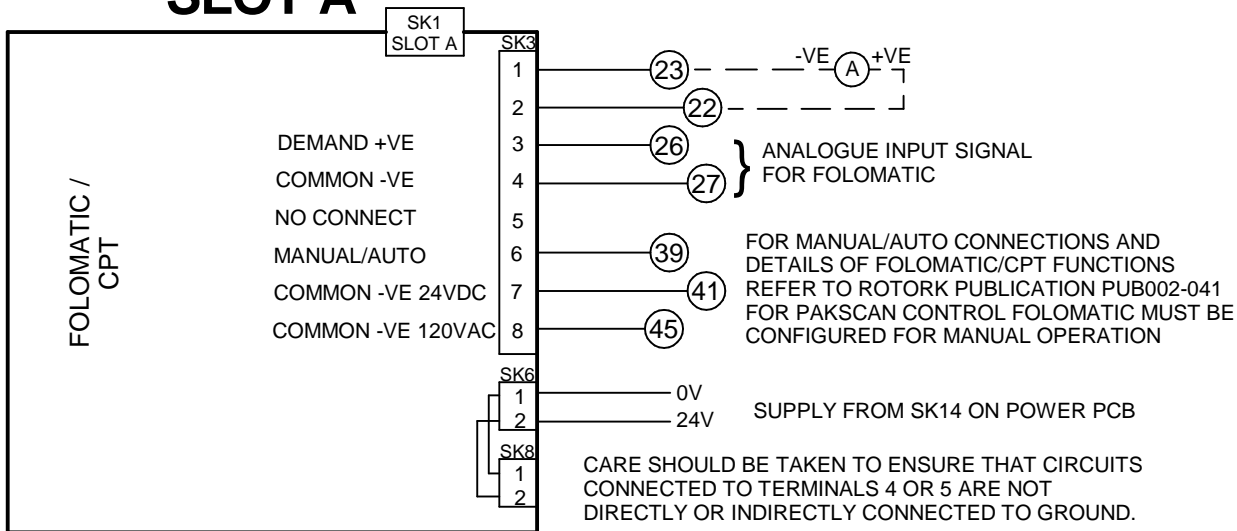 SLOT A
SK1
SLOT A
SK3
1
23
-VE
A
+VE
2
22
DEMAND +VE
3
26
COMMON -VE
4
27
}
ANALOGUE INPUT SIGNAL
FOR FOLOMATIC
NO CONNECT
5
MANUAL/AUTO
6
39
COMMON -VE 24VDC
7
41
COMMON -VE 120VAC
8
45
FOR MANUAL/AUTO CONNECTIONS AND
DETAILS OF FOLOMATIC/CPT FUNCTIONS
REFER TO ROTORK PUBLICATION PUB002-041
FOR PAKSCAN CONTROL FOLOMATIC MUST BE
CONFIGURED FOR MANUAL OPERATION
FOLOMATIC /
CPT
SK6
1
0V
2
24V
SUPPLY FROM SK14 ON POWER PCB
SK8
1
2
CARE SHOULD BE TAKEN TO ENSURE THAT CIRCUITS
CONNECTED TO TERMINALS 4 OR 5 ARE NOT
DIRECTLY OR INDIRECTLY CONNECTED TO GROUND.